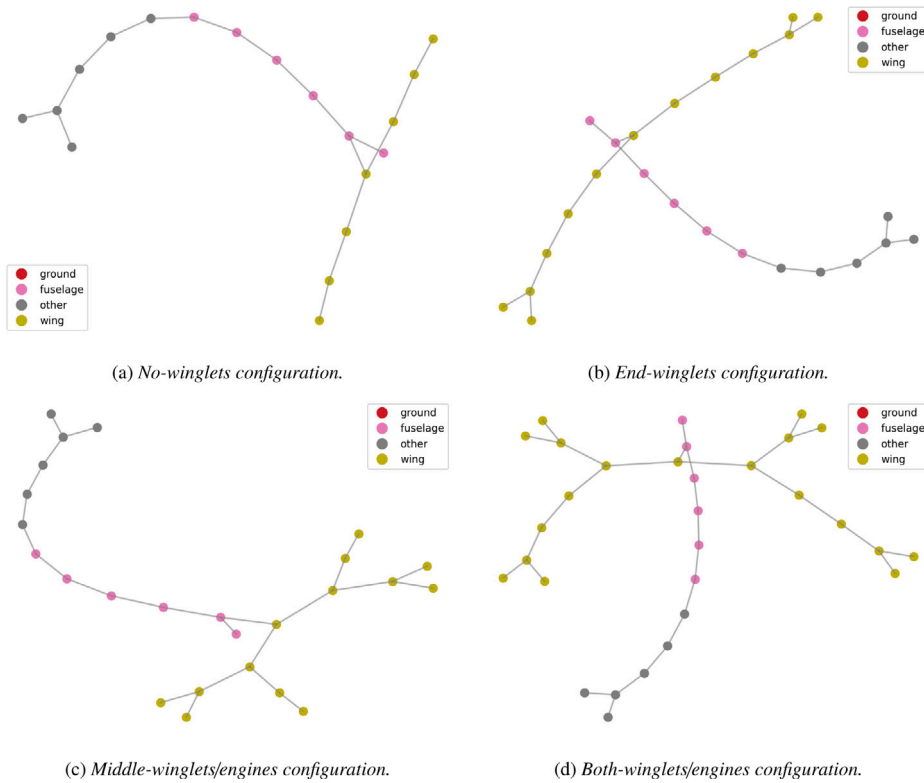 ground
fuselage
other
wing
ground
fuselage
other
wing
(a) No-winglets configuration.
(b) End-winglets configuration.
ground
fuselage
other
wing
ground
fuselage
other
wing
(c) Middle-winglets/engines configuration.
(d) Both-winglets/engines configuration.